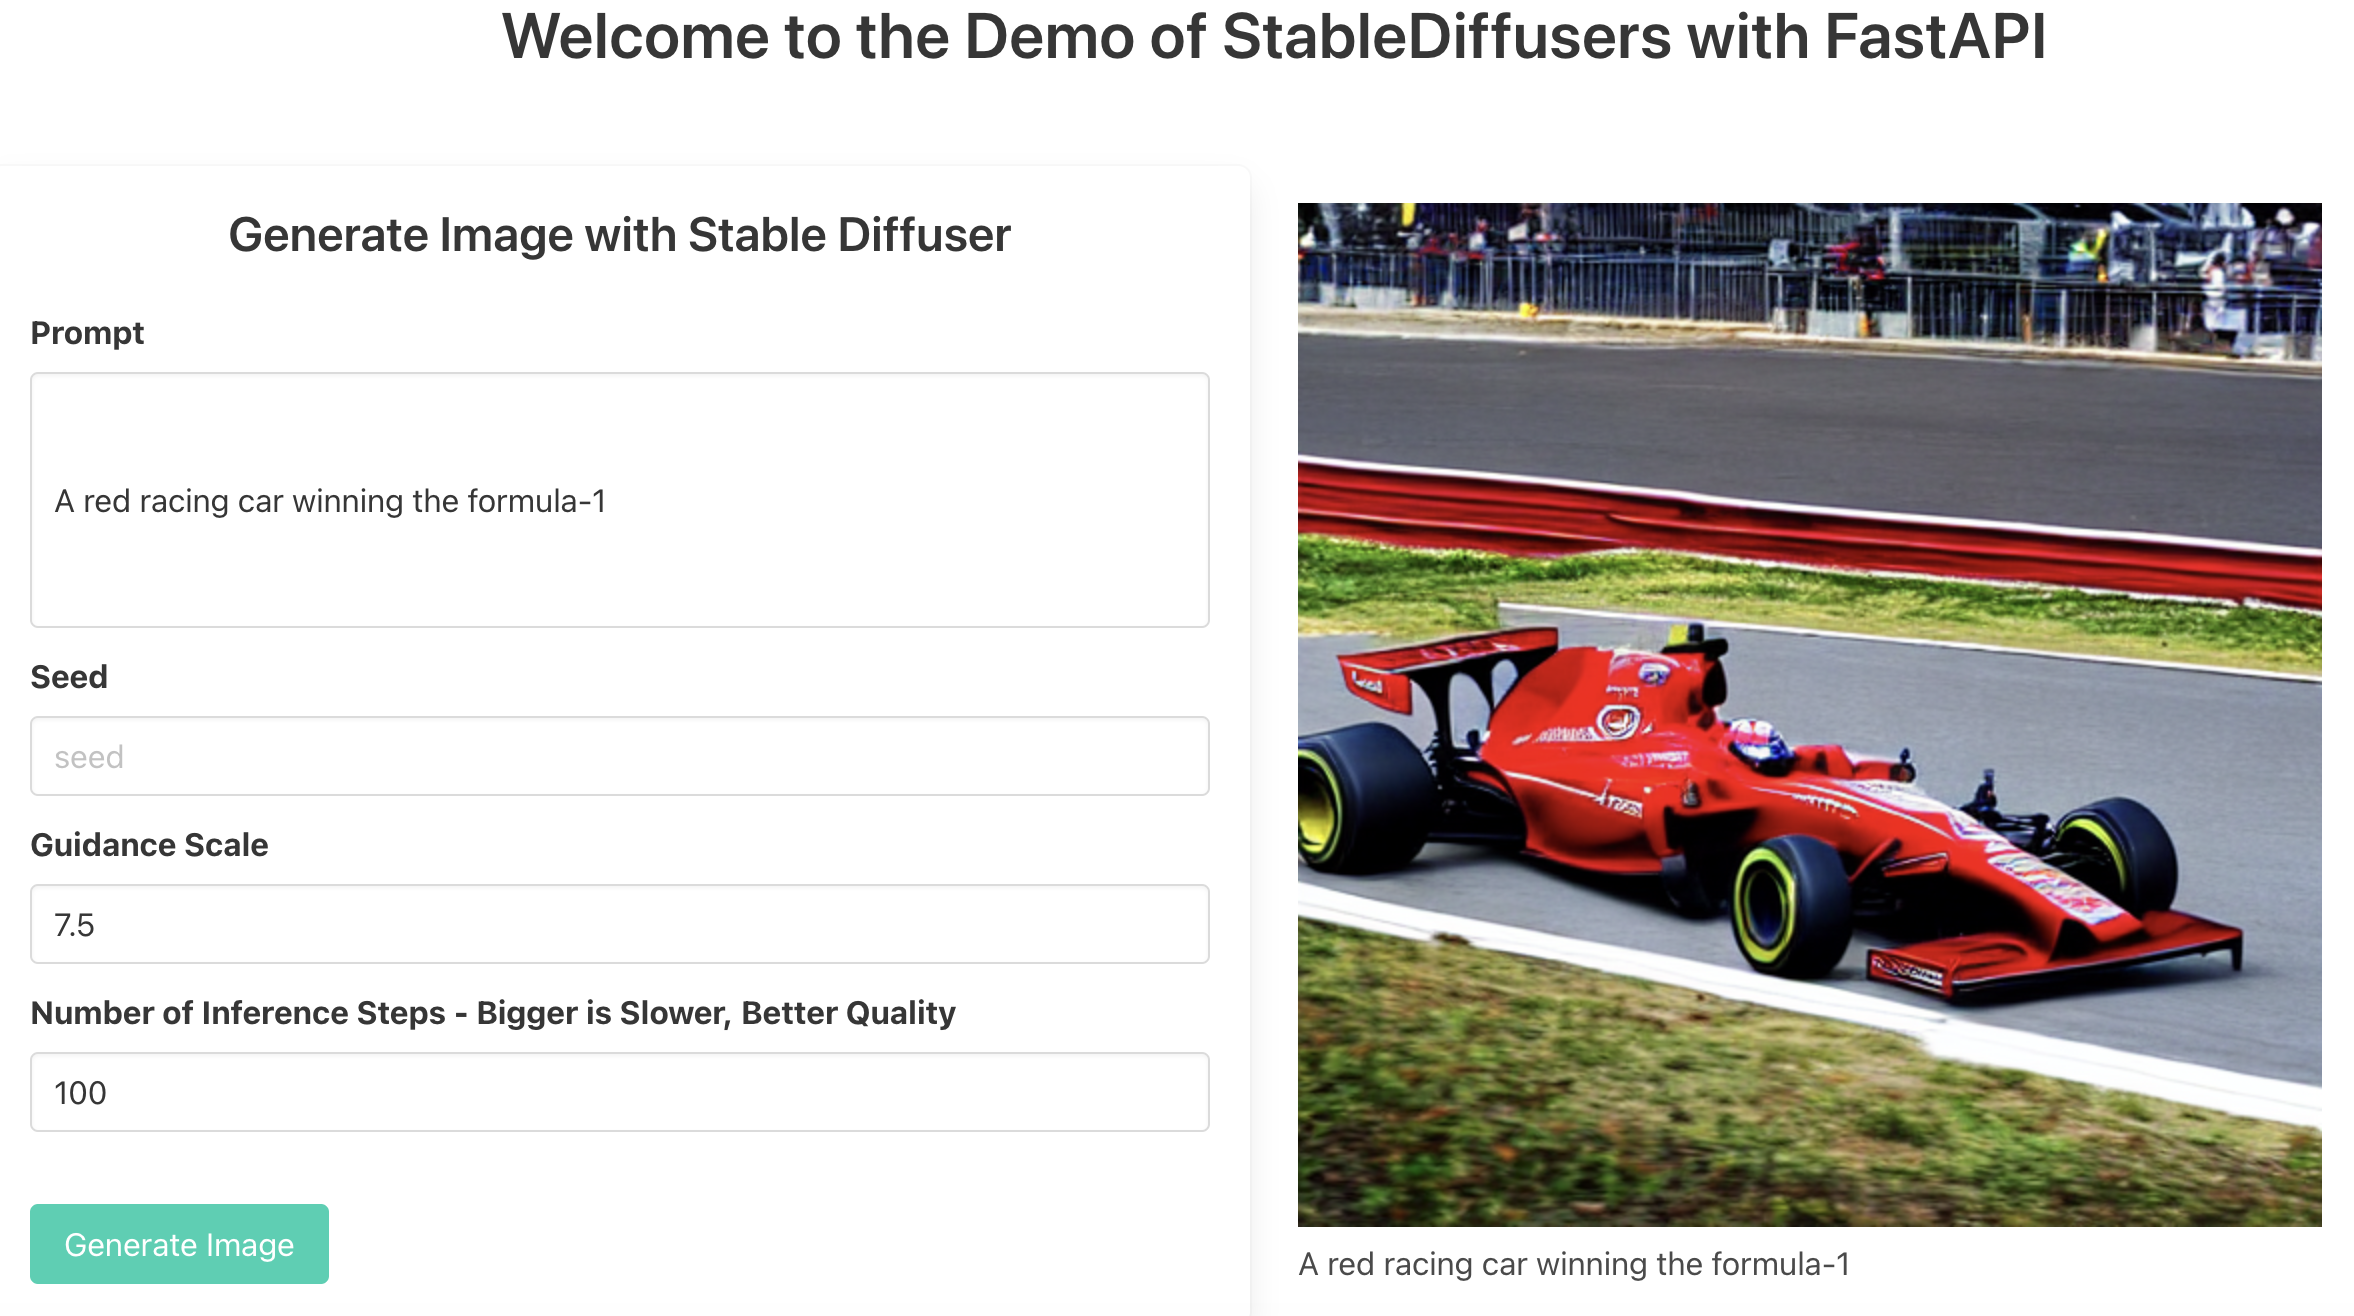 Welcome to the Demo of StableDiffusers with FastAPI
Generate Image with Stable Diffuser
Prompt
A red racing car winning the formula-1
Seed
seed
Guidance Scale
7.5
Number of Inference Steps - Bigger is Slower, Better Quality
100
Generate Image
A red racing car winning the formula-1